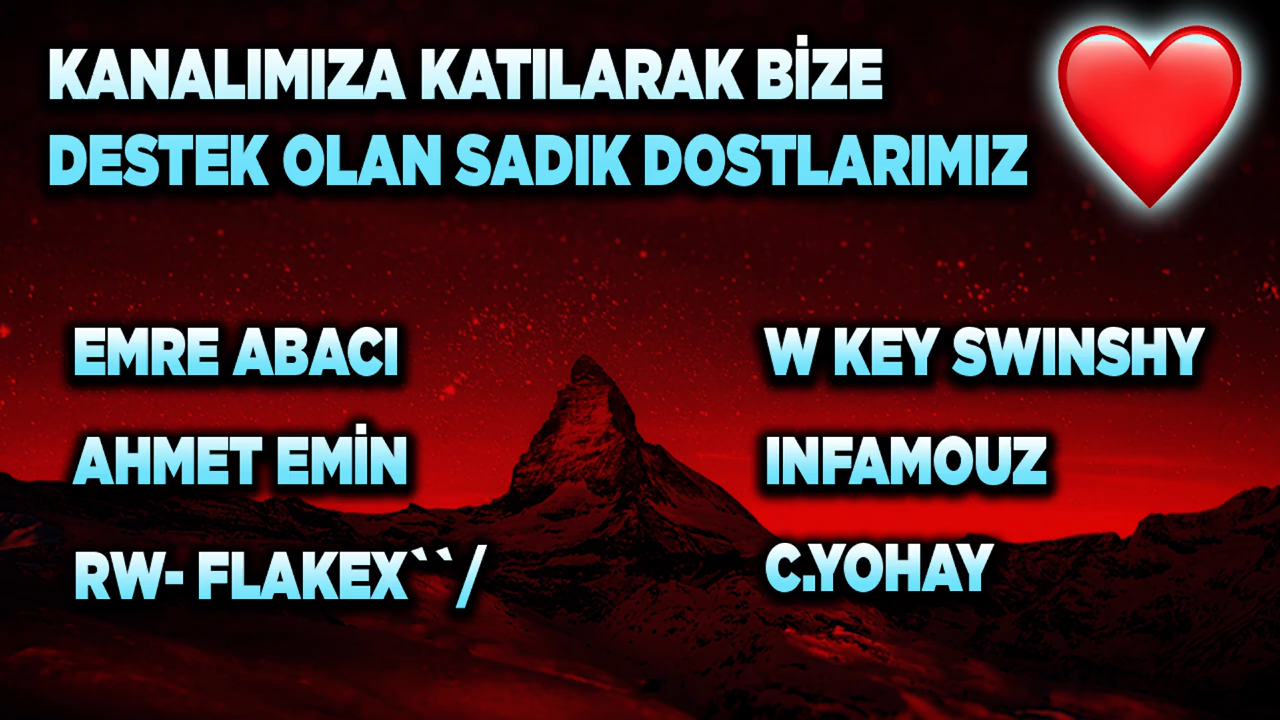 KANALIMIZA KATILARAK BİZE
DESTEK OLAN SADIK DOSTLARIMIZ
EMRE ABACI
AHMET EMİN
RW- FLAKEX``/
W KEY SWINSHY
INFAMOUZ
C.YOHAY